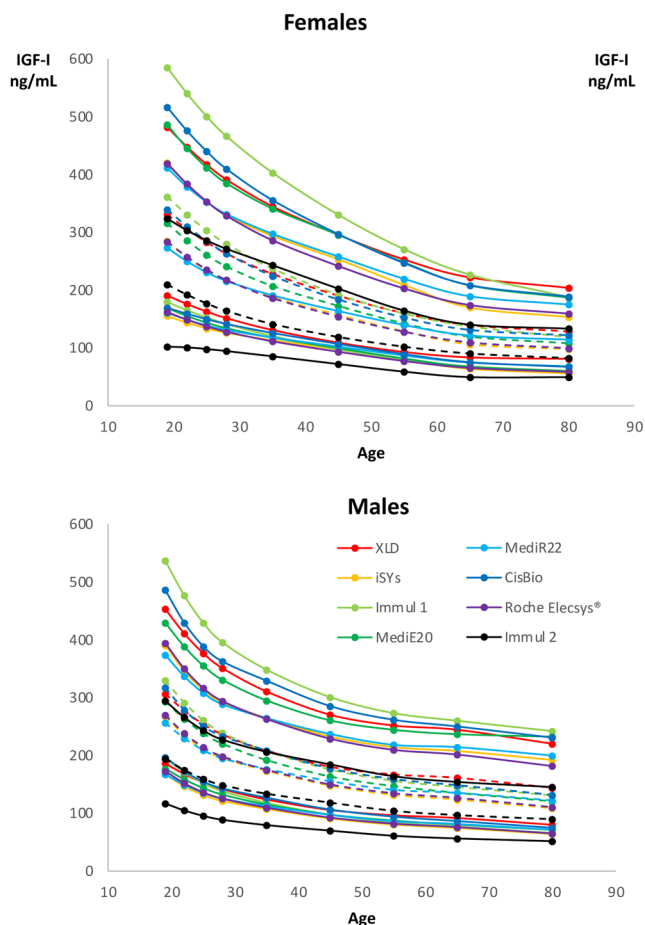 Females
IGF-I
ng/mL
IGF-I
ng/mL
600
500
400
300
200
100
0
10 20 30 40 50 60 70 80 90
Age
Males
600
500
400
300
200
100
0
XLD
MediR22
iSYs
CisBio
Immul 1
Roche Elecsys®
MediE20
Immul 2
10 20 30 40 50 60 70 80 90
Age